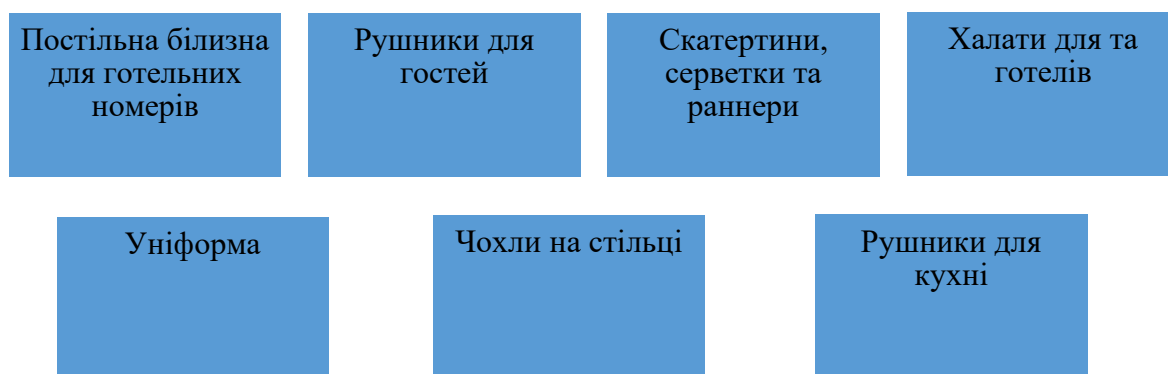 Постільна білизна
для готельних
номерів
Рушники для
гостей
Скатертини,
серветки та
раннери
Халати для та
готелів
Уніформа
Чохли на стільці
Рушники для
кухні